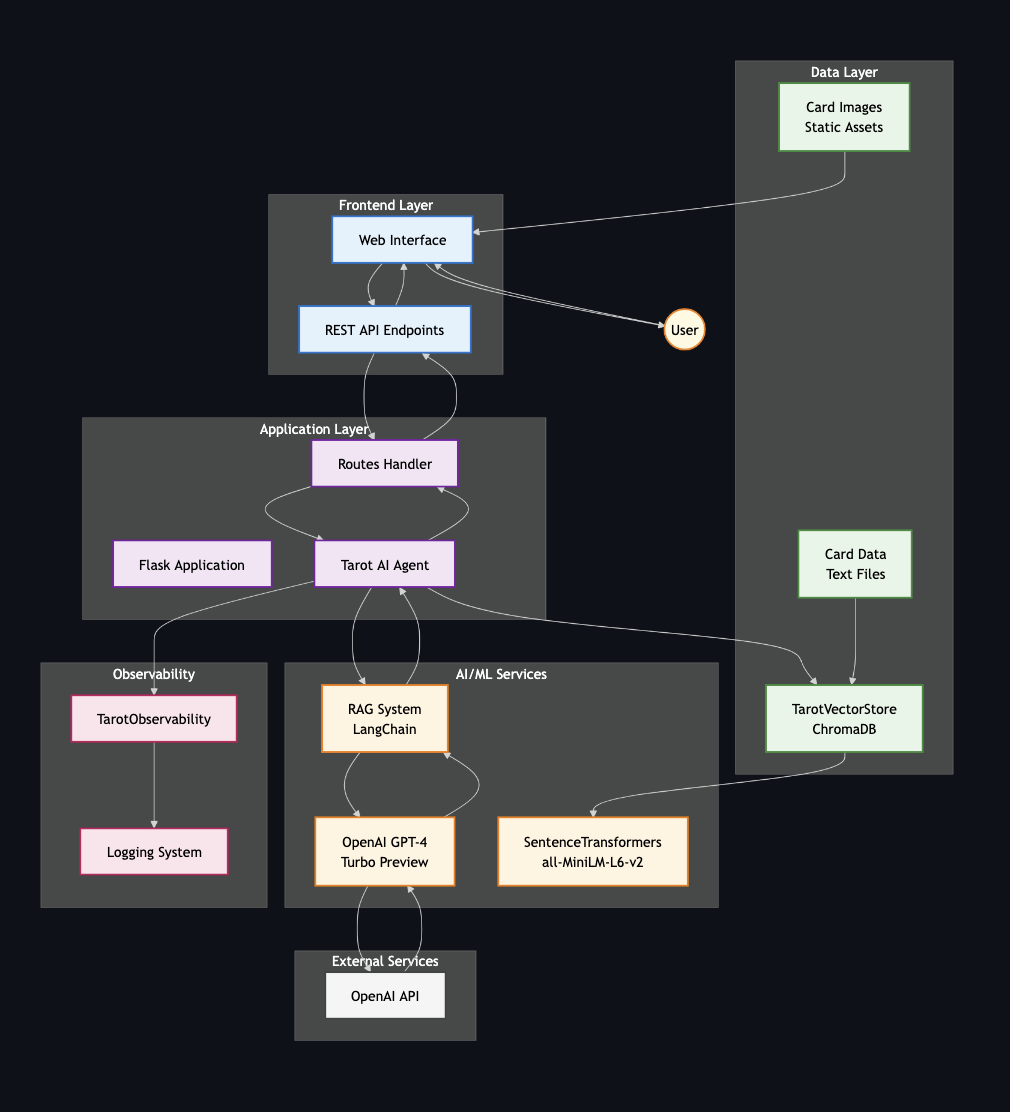 Data Layer
Card Images
Static Assets
Frontend Layer
Web Interface
REST API Endpoints
User
Application Layer
Routes Handler
Flask Application
Tarot AI Agent
Card Data
Text Files
Observability
TarotObservability
Logging System
AI/ML Services
RAG System
LangChain
TarotVectorStore
ChromaDB
OpenAI GPT-4
Turbo Preview
SentenceTransformers
all-MiniLM-L6-v2
External Services
OpenAI API